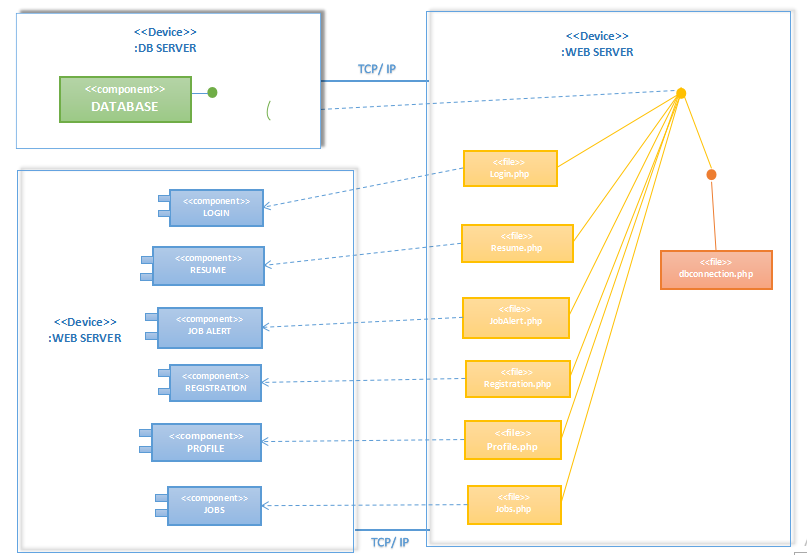 <<Device>>
:DB SERVER
<<component>>
DATABASE
TCP/ IP
<<Device>>
:WEB SERVER
<<file>>
Login.php
<<file>>
Resume.php
<<file>>
JobAlert.php
<<file>>
Registration.php
<<file>>
Profile.php
<<file>>
Jobs.php
<<file>>
dbconnection.php
<<Device>>
:WEB SERVER
<<component>>
LOGIN
<<component>>
RESUME
<<component>>
JOB ALERT
<<component>>
REGISTRATION
<<component>>
PROFILE
<<component>>
JOBS
TCP/ IP